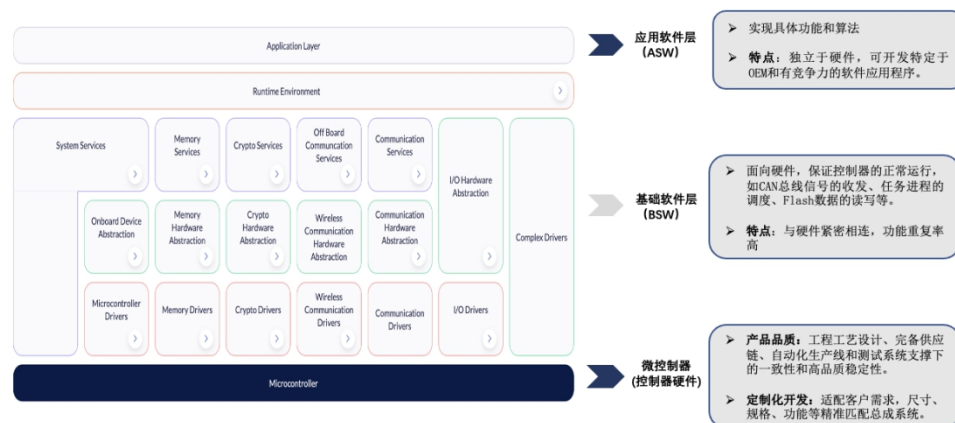 Application Layer
Runtime Environment
System Services
Memory
Services
Crypto Services
Off Board
Communcation
Services
Communication
Services
I/O Hardware
Abstraction
Complex Drivers
Onboard Device
Abstraction
Memory
Hardware
Abstraction
Crypto
Hardware
Abstraction
Wireless
Communication
Hardware
Abstraction
Communication
Hardware
Abstraction
Microcontroller
Drivers
Memory Drivers
Crypto Drivers
Wireless
Communication
Drivers
Communication
Drivers
I/O Drivers
Microcontroller
应用软件层
（ASW）
➢ 实现具体功能和算法
➢ 特点：独立于硬件，可开发特定于
OEM和有竞争力的软件应用程序。
基础软件层
（BSW）
➢ 面向硬件，保证控制器的正常运行，
如CAN总线信号的收发、任务进程的
调度、Flash数据的读写等。
➢ 特点：与硬件紧密相连，功能重复率
高
微控制器
(控制器硬件)
➢ 产品品质：工程工艺设计、完备供应
链、自动化生产线和测试系统支撑下
的一致性和高品质稳定性。
➢ 定制化开发：适配客户需求，尺寸、
规格、功能等精准匹配总成系统。